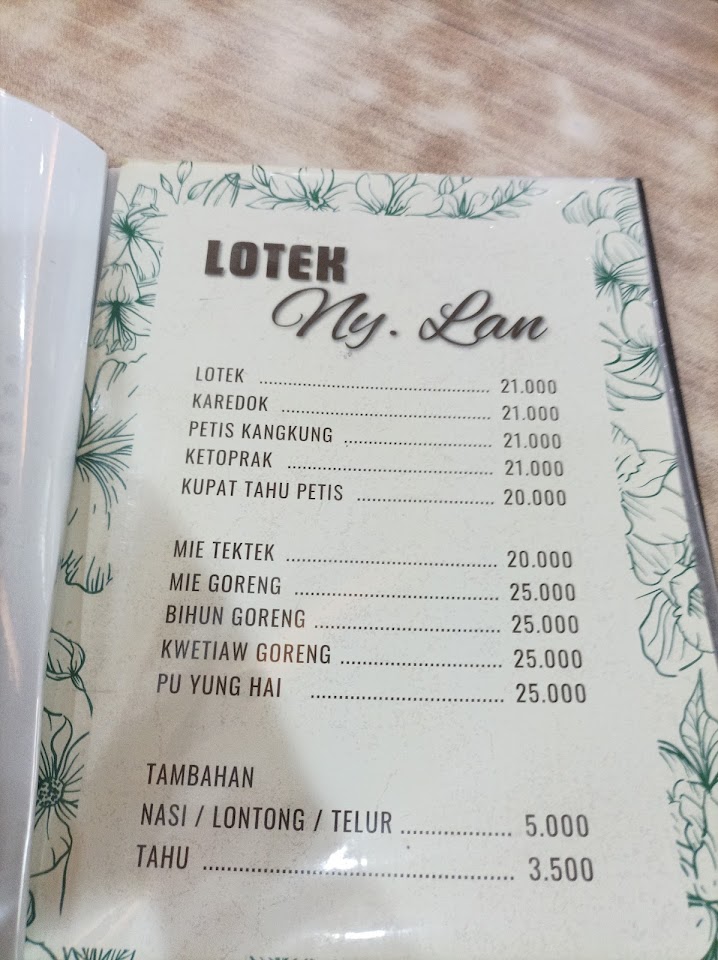 LOTEK
Ny. Lan
LOTEK ........................................................ 21.000
KAREDOK .................................................. 21.000
PETIS KANGKUNG .................................... 21.000
KETOPRAK .................................................. 21.000
KUPAT TAHU PETIS .................................. 20.000
MIE TEKTEK .................................................. 20.000
MIE GORENG ................................................ 25.000
BIHUN GORENG ............................................ 25.000
KWETIAW GORENG ...................................... 25.000
PU YUNG HAI ............................................... 25.000
TAMBAHAN
NASI / LONTONG / TELUR ...................... 5.000
TAHU ............................................................ 3.500